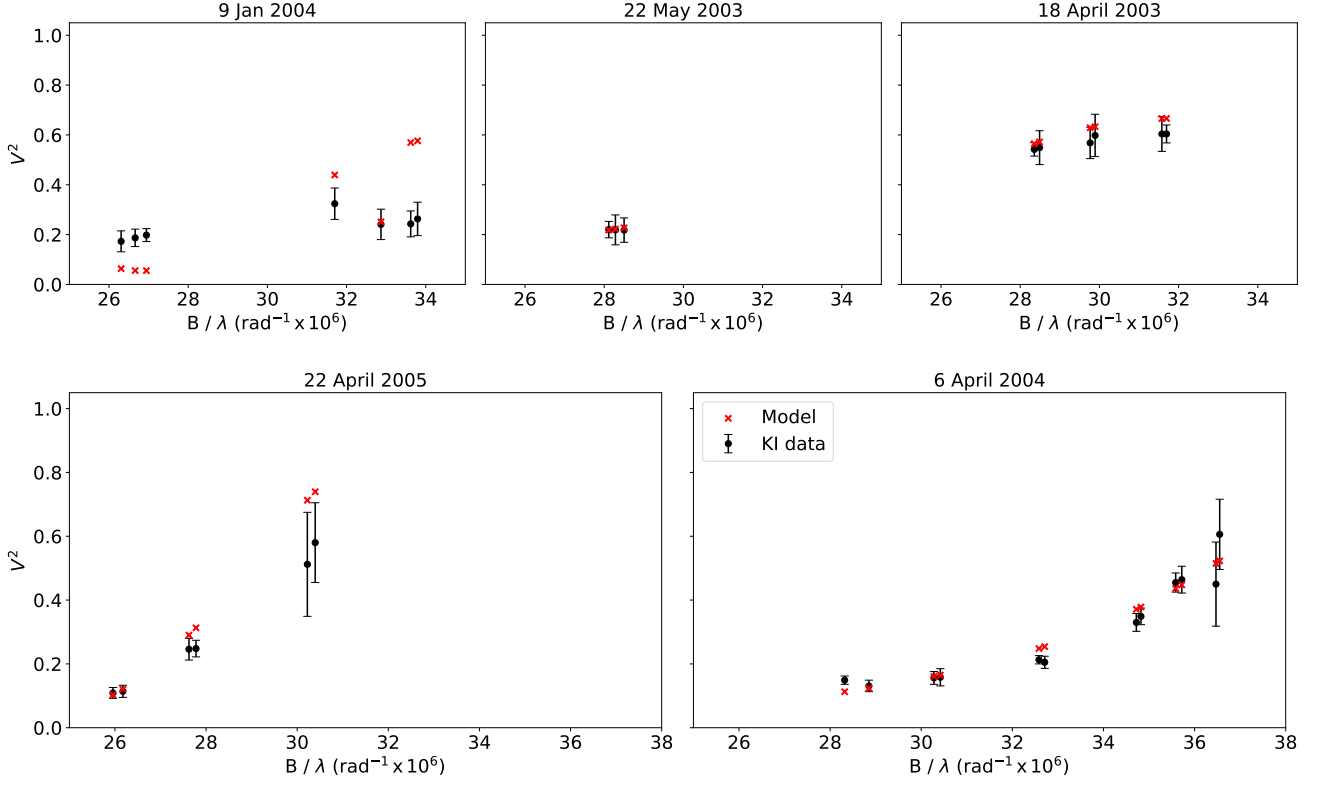 9 Jan 2004 22 May 2003 18 April 2003
1.0
0.8
0.6
V²
0.4
0.2
0.0
26 28 30 32 34 26 28 30 32 34 26 28 30 32 34
B / λ (rad⁻¹ x 10⁶) B / λ (rad⁻¹ x 10⁶) B / λ (rad⁻¹ x 10⁶)
22 April 2005 6 April 2004
1.0
Model
KI data
0.8
0.6
V²
0.4
0.2
0.0
26 28 30 32 34 36 38 26 28 30 32 34 36 38
B / λ (rad⁻¹ x 10⁶) B / λ (rad⁻¹ x 10⁶)